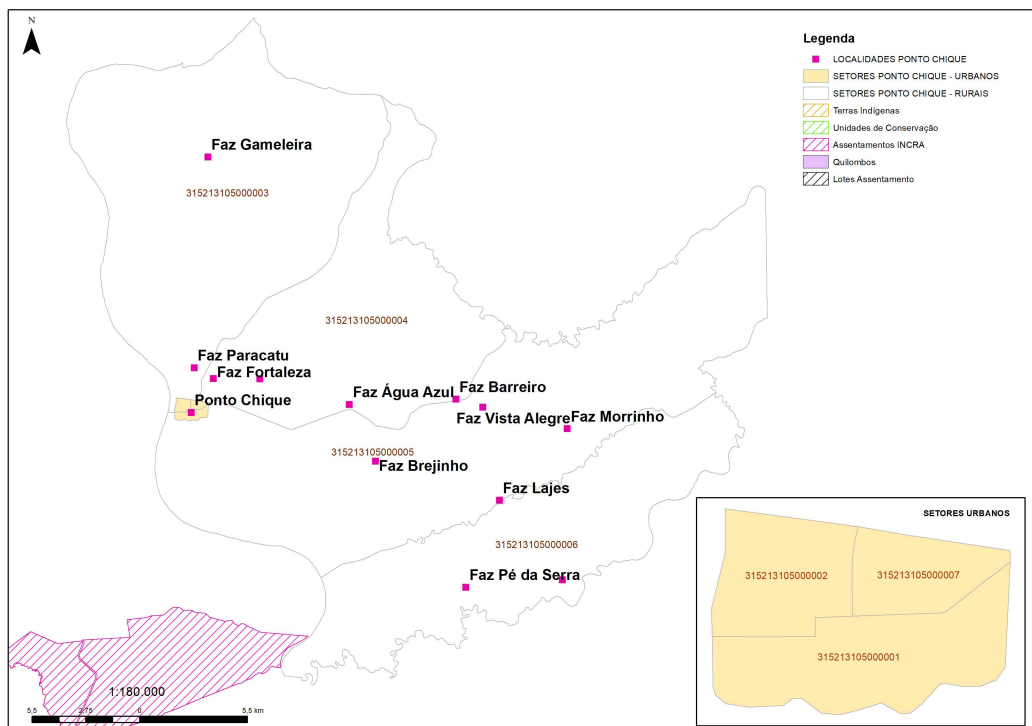 N
Legenda
LOCALIDADES PONTO CHIQUE
SETORES PONTO CHIQUE - URBANOS
SETORES PONTO CHIQUE - RURAIS
Terras Indígenas
Unidades de Conservação
Assentamentos INCRA
Quilombos
Lotes Assentamento
Faz Gameleira
315213105000003
315213105000004
Faz Paracatu
Faz Fortaleza
Ponto Chique
Faz Água Azul
Faz Barreiro
Faz Vista Alegre
Faz Morrinho
315213105000005
Faz Brejinho
Faz Lajes
315213105000006
Faz Pé da Serra
SETORES URBANOS
315213105000002
315213105000007
315213105000001
1:180.000
5,5 2,75 0 5,5 km